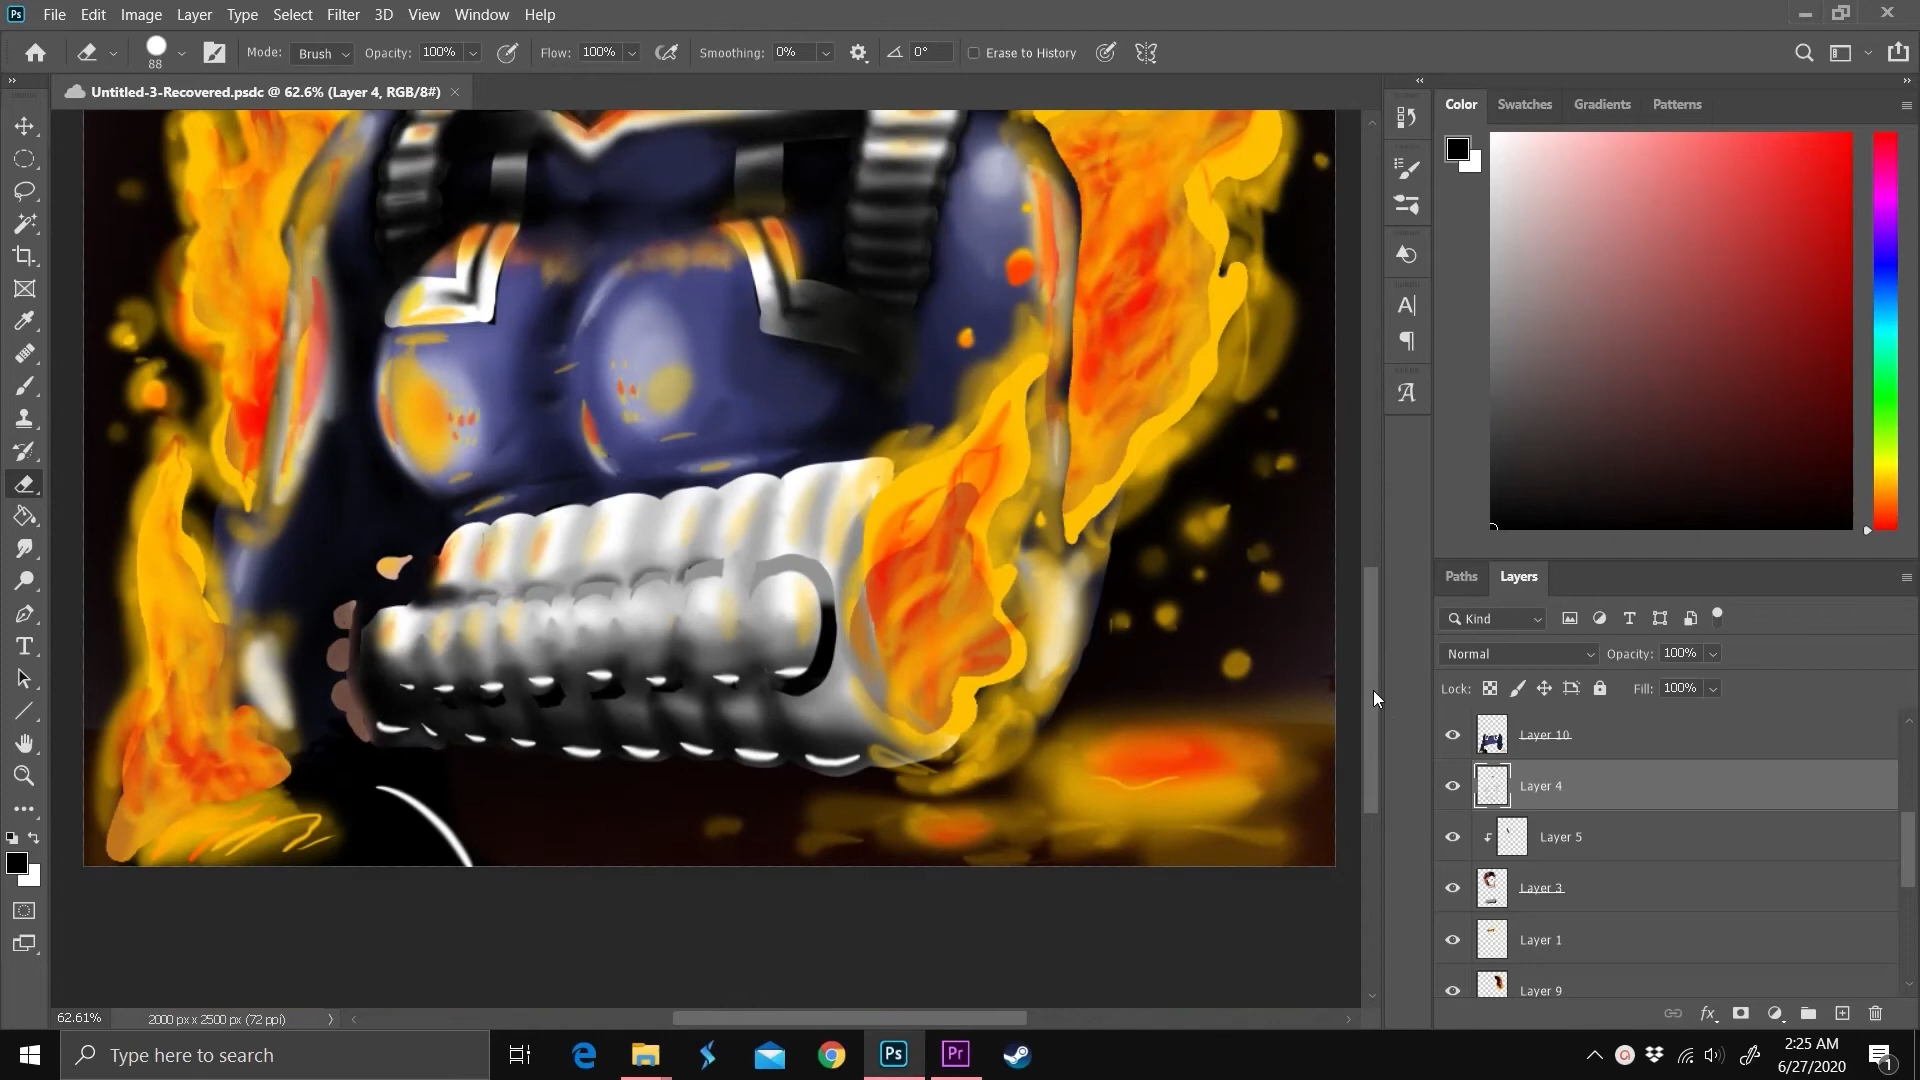 Ps File Edit Image Layer Type Select Filter 3D View Window Help
88 Mode: Brush Opacity: 100% Flow: 100% Smoothing: 0% 0° Erase to History
Untitled-3-Recovered.psdc @ 62.6% (Layer 4, RGB/8#)
Color Swatches Gradients Patterns
Paths Layers
Kind
Normal Opacity: 100%
Lock: Fill: 100%
Layer 10
Layer 4
Layer 5
Layer 3
Layer 1
Layer 9
62.61% 2000 px x 2500 px (72 ppi)
fx
Type here to search
Ps Pr
2:25 AM
6/27/2020
1